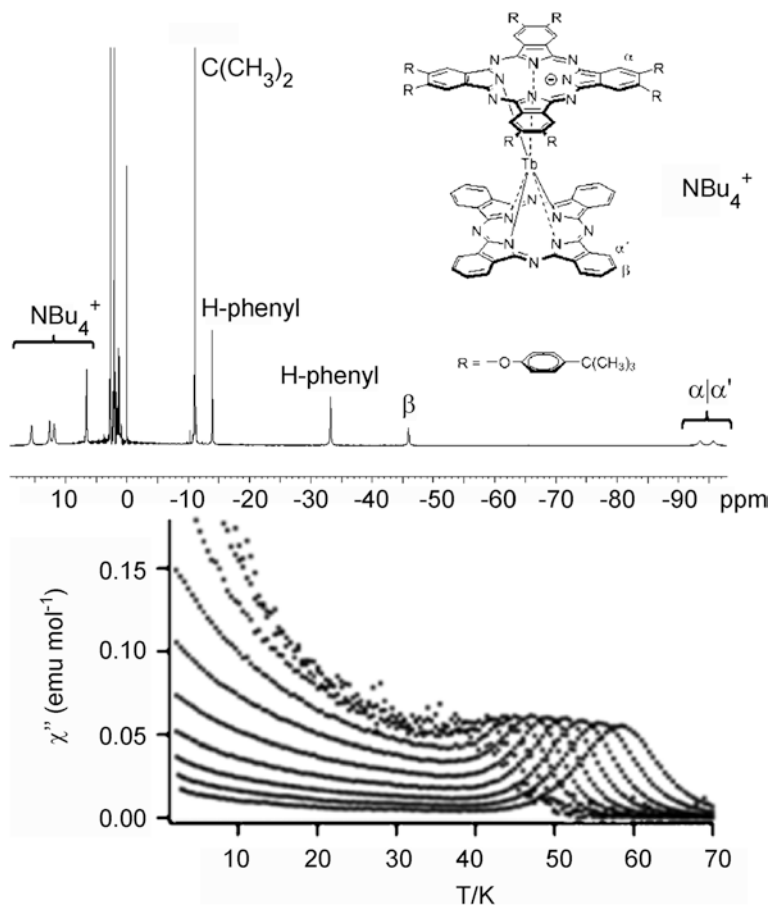 C(CH3)2
NBu4+
H-phenyl
H-phenyl
β
α|α'
NBu4+
R R
R R
R R
R R
N N N N N N N N
⊖
α
Tb
N N N N N N N N
α'
β
R = –O– –C(CH3)3
10 0 -10 -20 -30 -40 -50 -60 -70 -80 -90 ppm
χ" (emu mol-1)
0.15
0.10
0.05
0.00
10 20 30 40 50 60 70
T/K